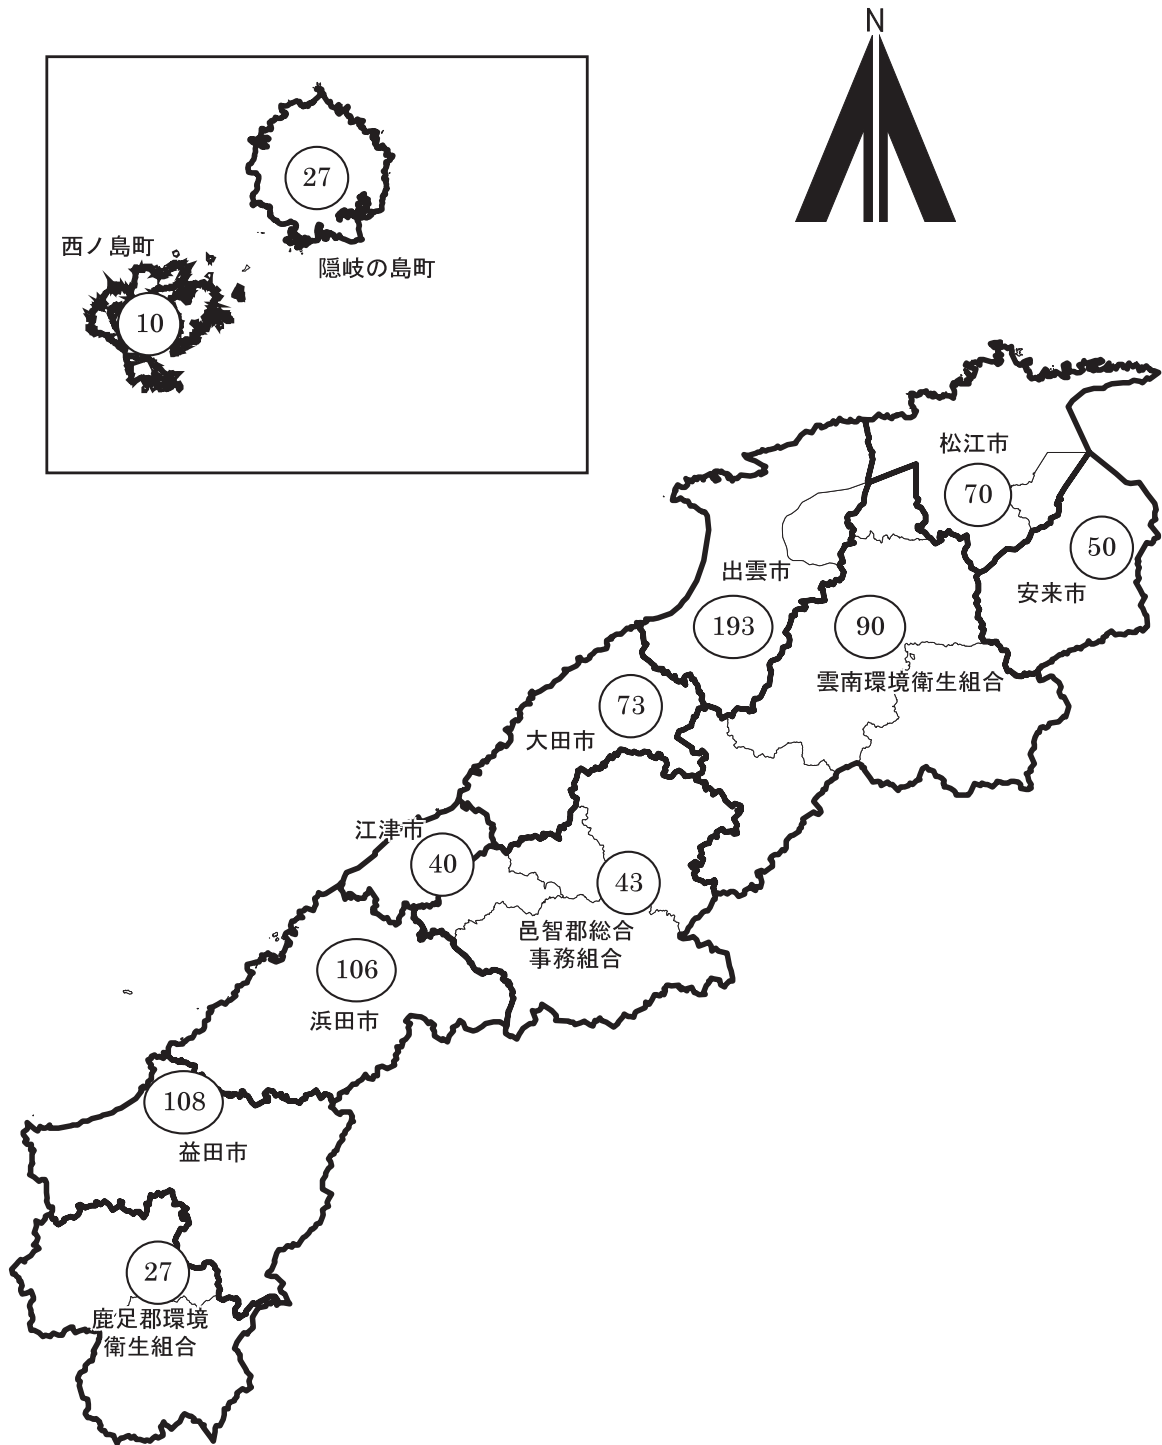 N
27
西ノ島町
隠岐の島町
10
松江市
70
50
出雲市
安来市
193
90
雲南環境衛生組合
73
大田市
江津市
40
43
邑智郡総合
事務組合
106
浜田市
108
益田市
27
鹿足郡環境
衛生組合